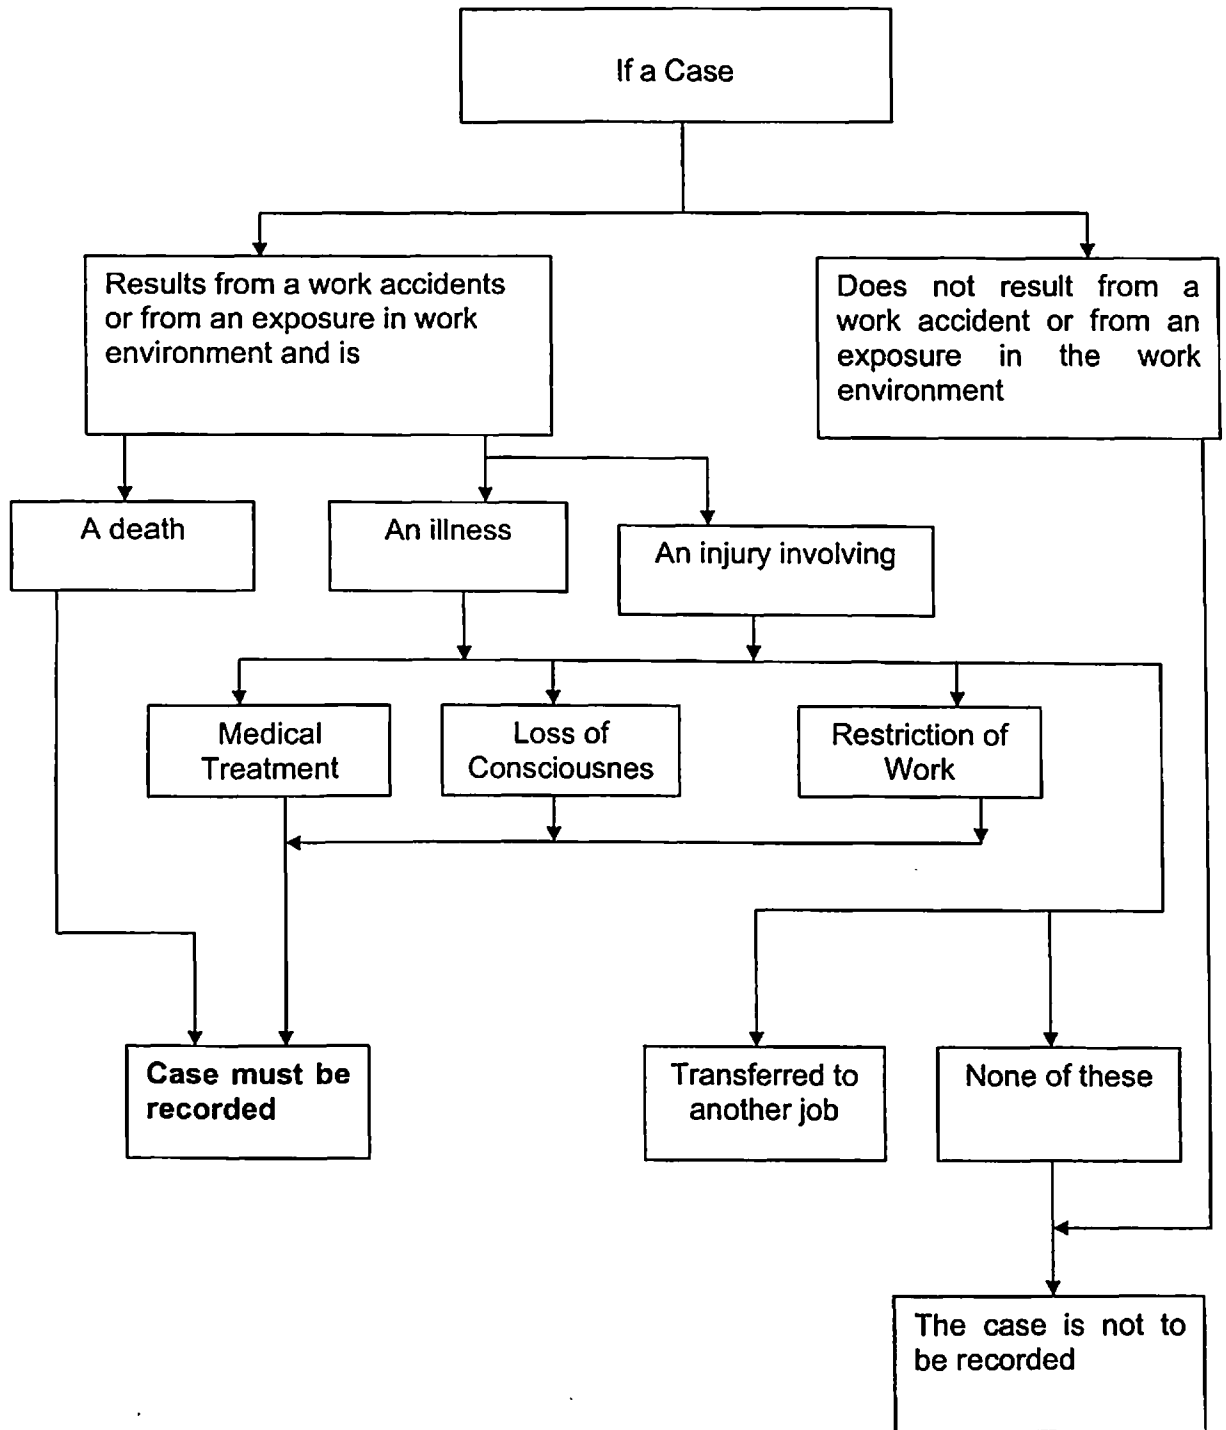 If a Case
Results from a work accidents
or from an exposure in work
environment and is
Does not result from a
work accident or from an
exposure in the work
environment
A death
An illness
An injury involving
Medical
Treatment
Loss of
Consciousnes
Restriction of
Work
Case must be
recorded
Transferred to
another job
None of these
The case is not to
be recorded